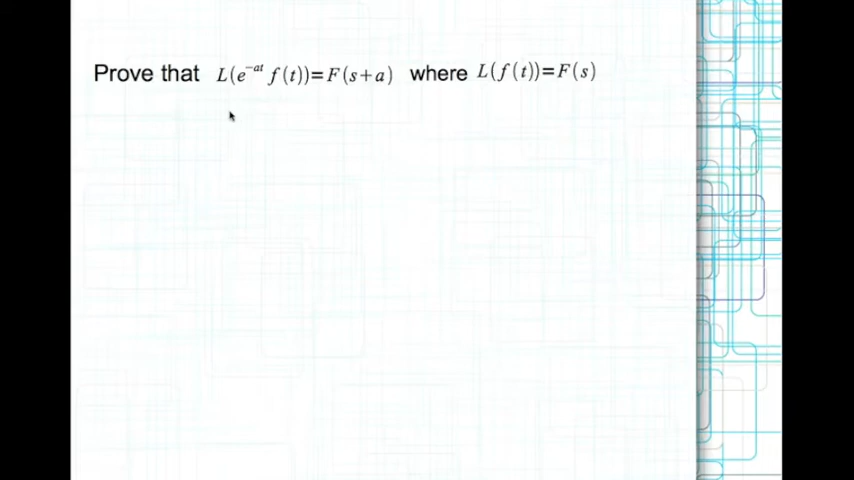 Prove that L(e^{-at} f(t))=F(s+a) where L(f(t))=F(s)